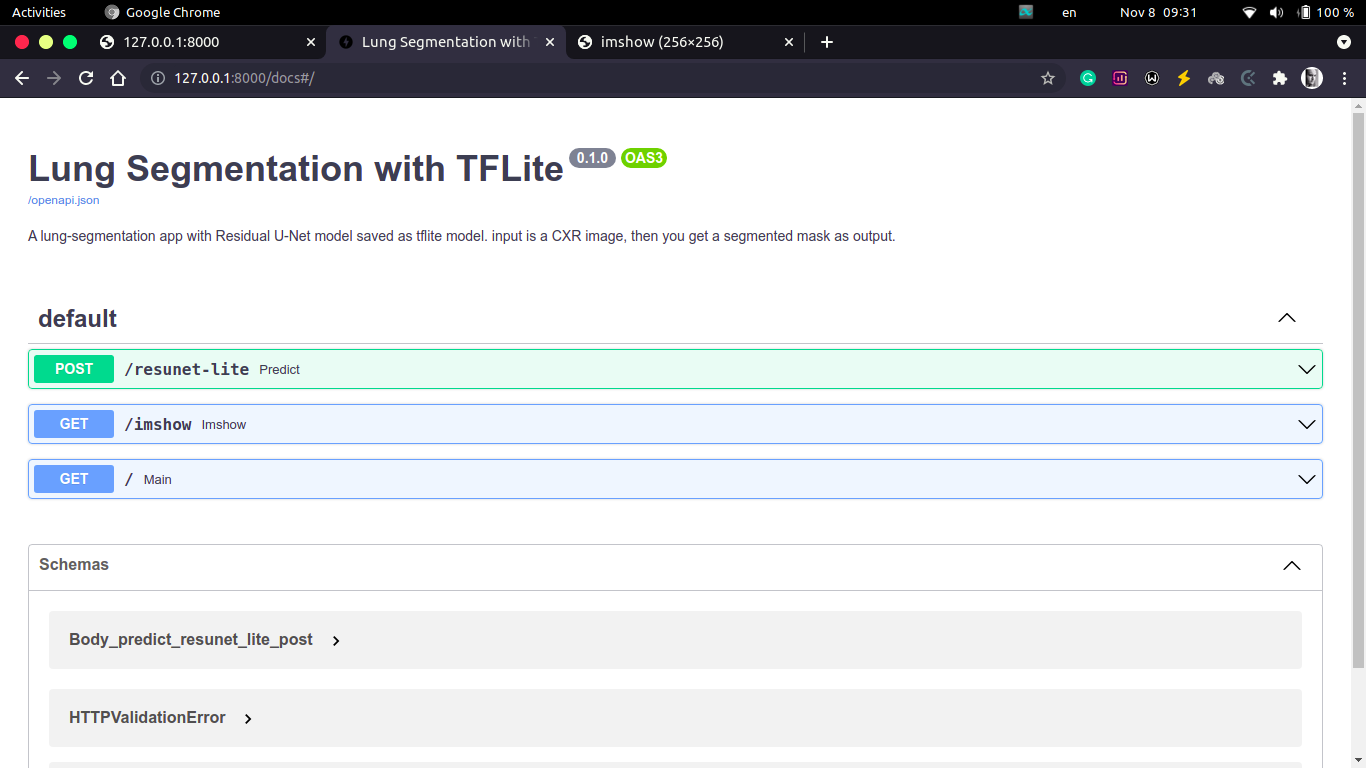 Activities Google Chrome en Nov 8 09:31 100 %
127.0.0.1:8000 Lung Segmentation with imshow (256×256)
127.0.0.1:8000/docs#/
Lung Segmentation with TFLite 0.1.0 OAS3
/openapi.json
A lung-segmentation app with Residual U-Net model saved as tflite model. input is a CXR image, then you get a segmented mask as output.
default
POST /resunet-lite Predict
GET /imshow Imshow
GET / Main
Schemas
Body_predict_resunet_lite_post
HTTPValidationError